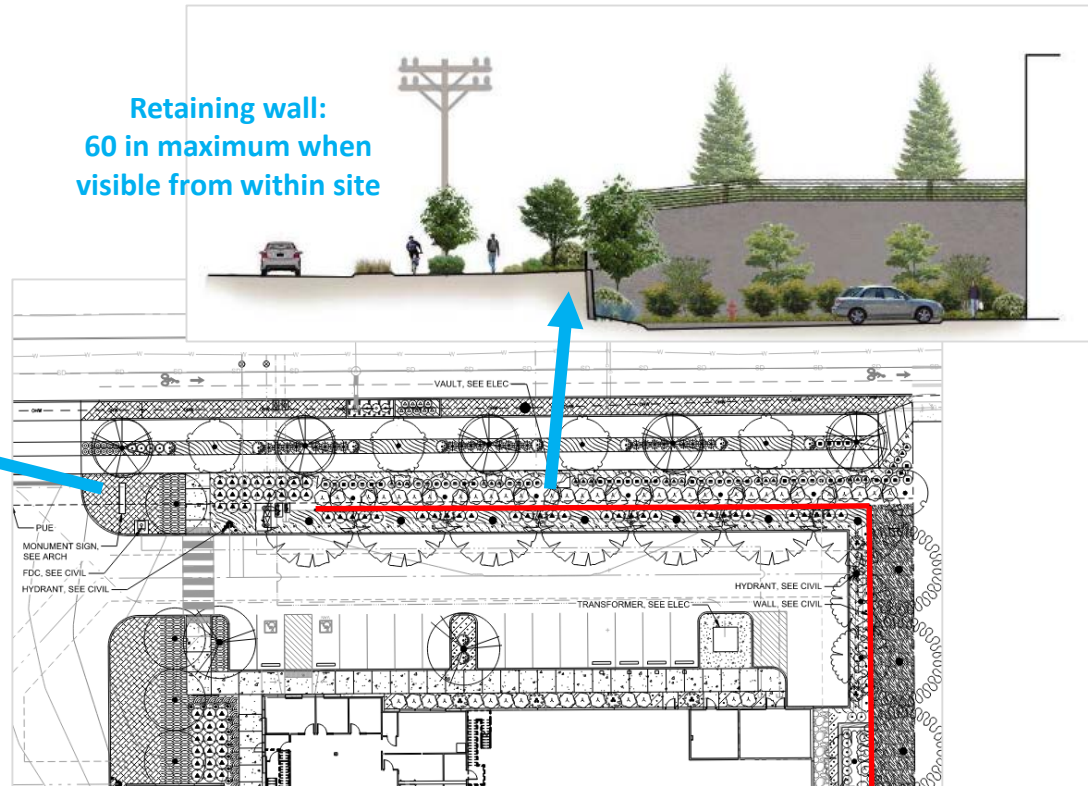 Retaining wall:
60 in maximum when
visible from within site
VAULT, SEE ELEC
PUE
MONUMENT SIGN,
SEE ARCH
FDC, SEE CIVIL
HYDRANT, SEE CIVIL
HYDRANT, SEE CIVIL
TRANSFORMER, SEE ELEC
WALL, SEE CIVIL